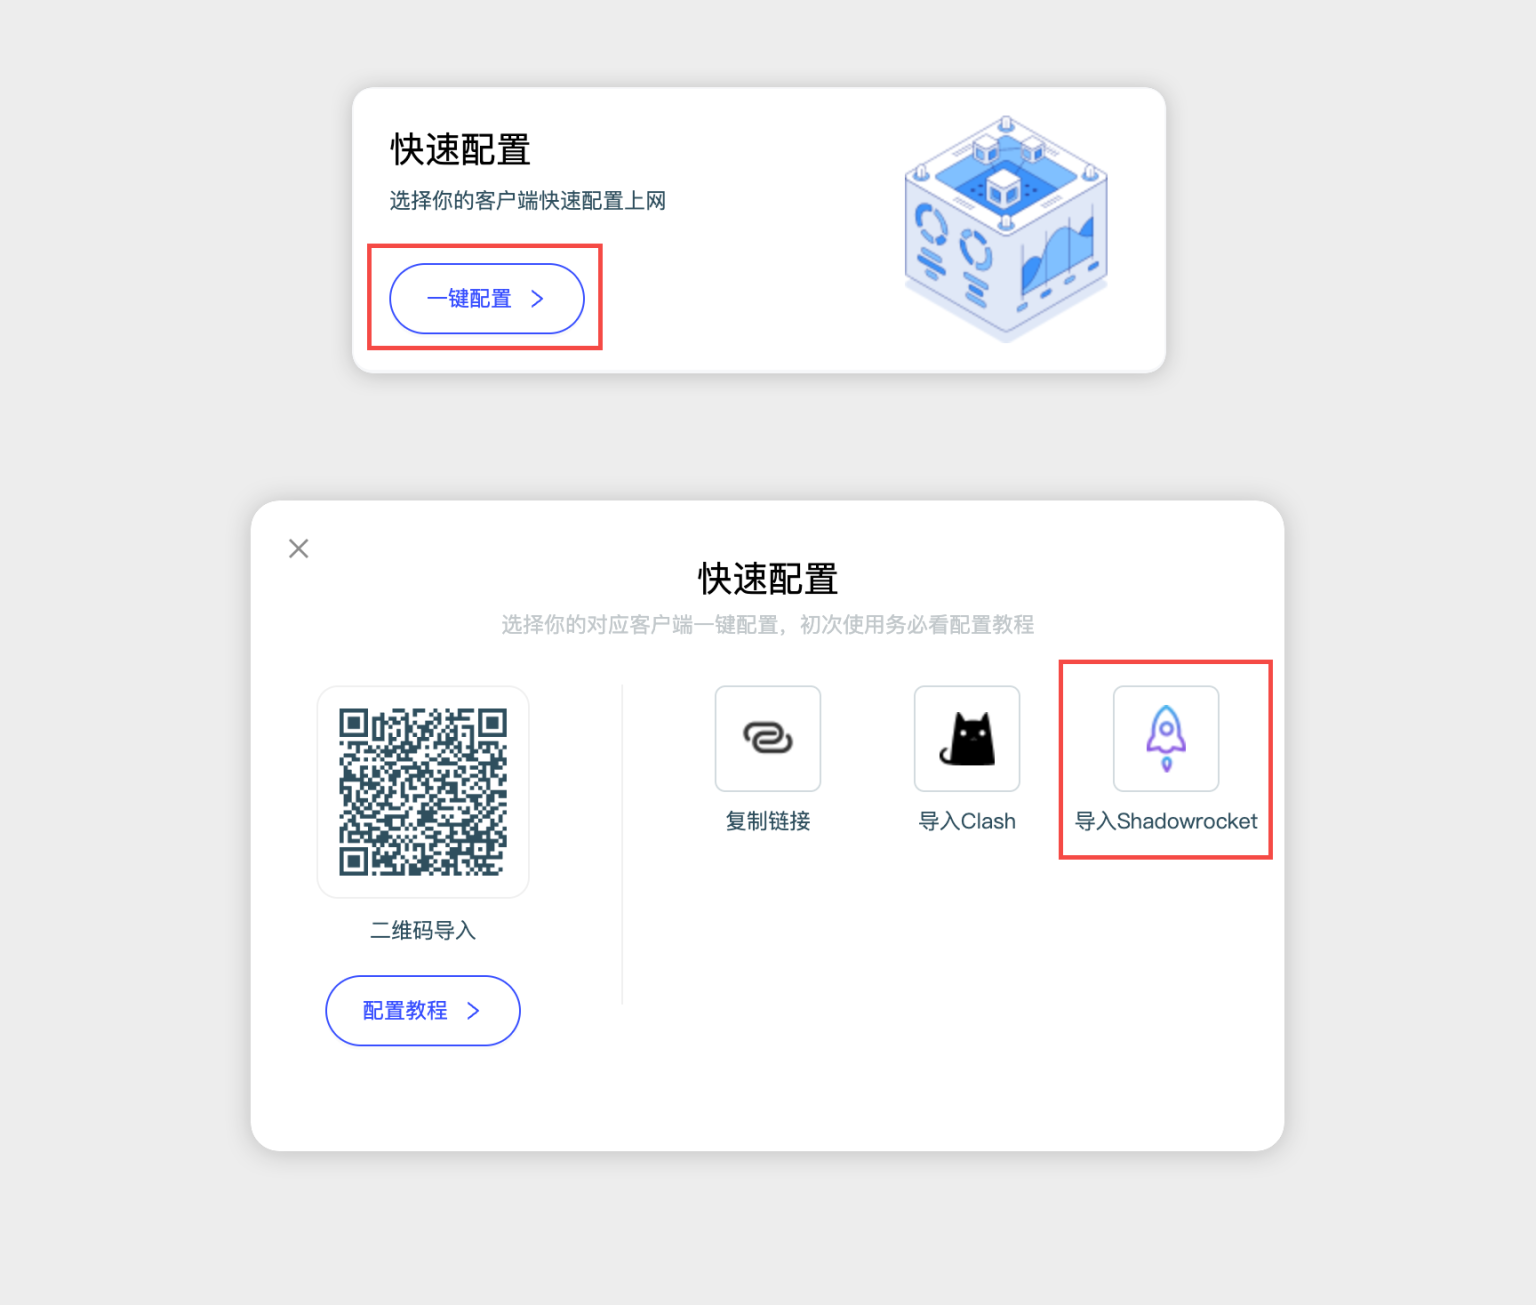 快速配置
选择你的客户端快速配置上网
一键配置
快速配置
选择你的对应客户端一键配置，初次使用务必看配置教程
复制链接
导入Clash
导入Shadowrocket
二维码导入
配置教程